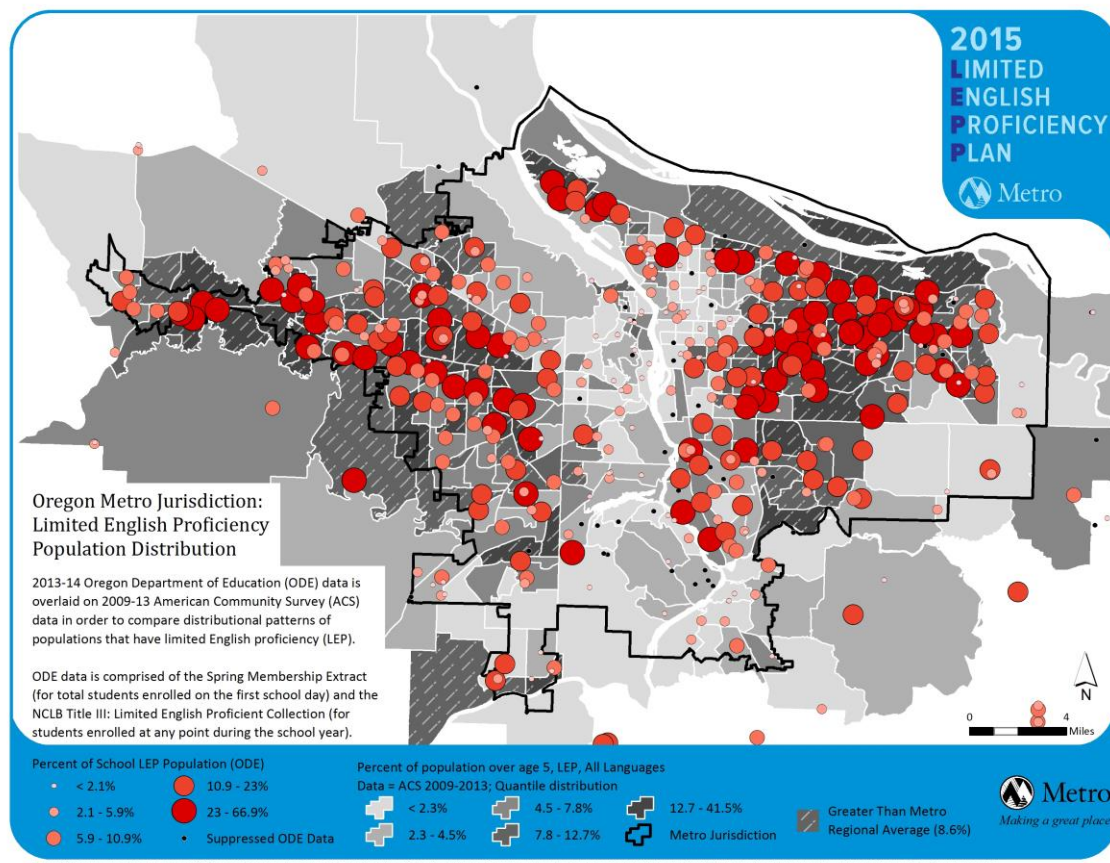 2015
LIMITED
ENGLISH
PROFICIENCY
PLAN
Metro
Oregon Metro Jurisdiction:
Limited English Proficiency
Population Distribution
2013-14 Oregon Department of Education (ODE) data is
overlaid on 2009-13 American Community Survey (ACS)
data in order to compare distributional patterns of
populations that have limited English proficiency (LEP).
ODE data is comprised of the Spring Membership Extract
(for total students enrolled on the first school day) and the
NCLB Title III: Limited English Proficient Collection (for
students enrolled at any point during the school year).
N
0 4
Miles
Percent of School LEP Population (ODE)
< 2.1%
2.1 - 5.9%
5.9 - 10.9%
10.9 - 23%
23 - 66.9%
Suppressed ODE Data
Percent of population over age 5, LEP, All Languages
Data = ACS 2009-2013; Quantile distribution
< 2.3%
2.3 - 4.5%
4.5 - 7.8%
7.8 - 12.7%
12.7 - 41.5%
Metro Jurisdiction
Greater Than Metro
Regional Average (8.6%)
Metro
Making a great place